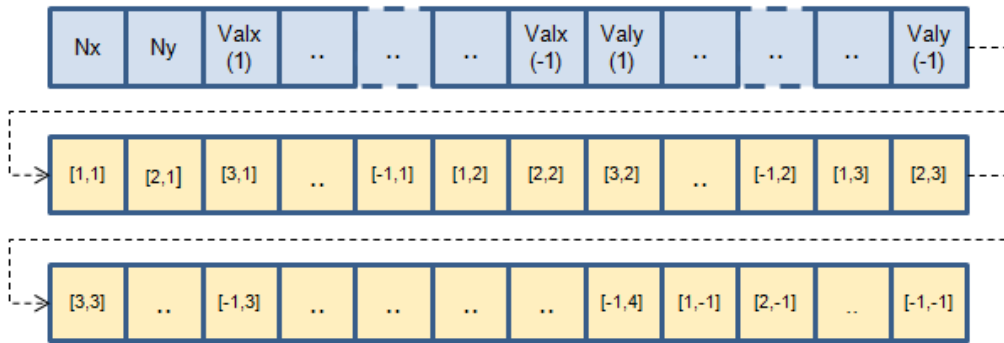 Nx Ny Valx (1) .. .. .. Valx (-1) Valy (1) .. .. .. Valy (-1)
[1,1] [2,1] [3,1] .. [-1,1] [1,2] [2,2] [3,2] .. [-1,2] [1,3] [2,3]
[3,3] .. [-1,3] .. .. .. .. [-1,4] [1,-1] [2,-1] .. [-1,-1]